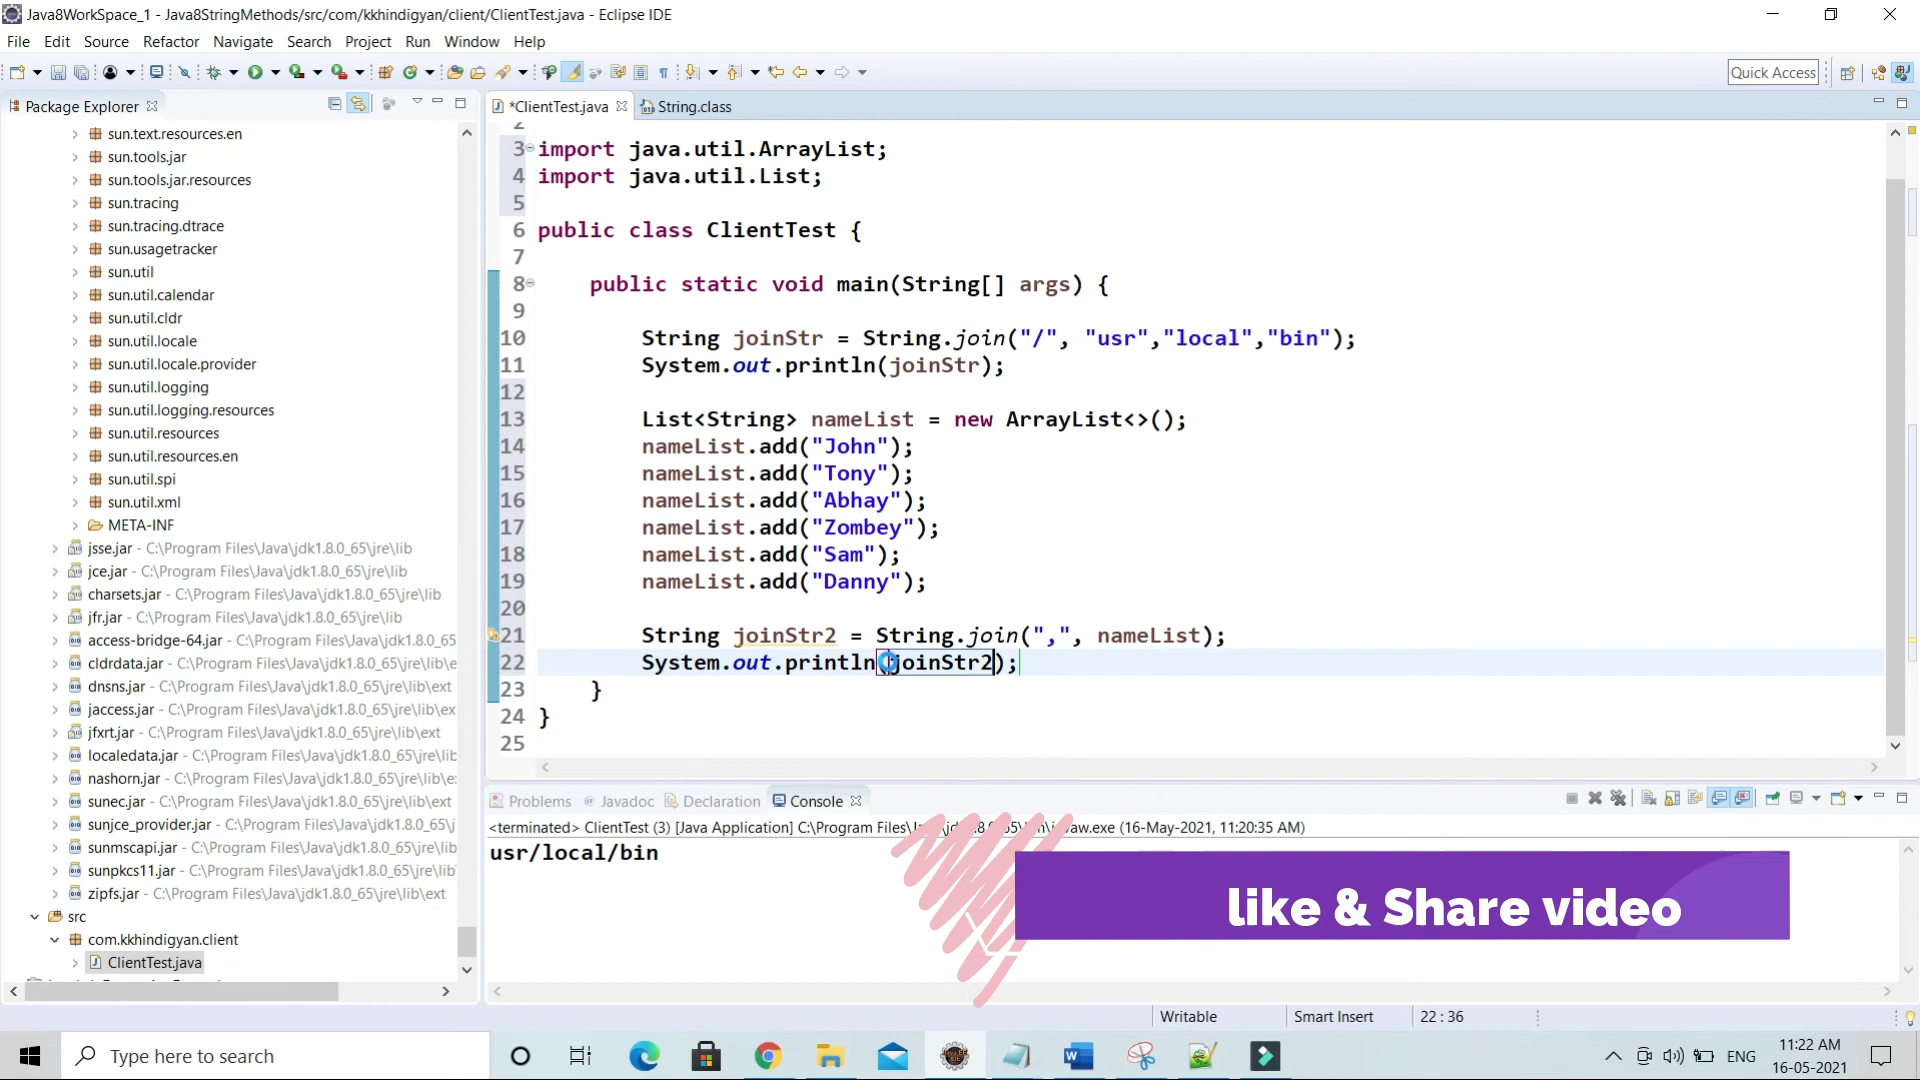 Java8WorkSpace_1 - Java8StringMethods/src/com/kkhindigyan/client/ClientTest.java - Eclipse IDE
File Edit Source Refactor Navigate Search Project Run Window Help
Quick Access
Package Explorer
sun.text.resources.en
sun.tools.jar
sun.tools.jar.resources
sun.tracing
sun.tracing.dtrace
sun.usagetracker
sun.util
sun.util.calendar
sun.util.cldr
sun.util.locale
sun.util.locale.provider
sun.util.logging
sun.util.logging.resources
sun.util.resources
sun.util.resources.en
sun.util.spi
sun.util.xml
META-INF
jsse.jar - C:\Program Files\Java\jdk1.8.0_65\jre\lib
jce.jar - C:\Program Files\Java\jdk1.8.0_65\jre\lib
charsets.jar - C:\Program Files\Java\jdk1.8.0_65\jre\lib
jfr.jar - C:\Program Files\Java\jdk1.8.0_65\jre\lib
access-bridge-64.jar - C:\Program Files\Java\jdk1.8.0_65
cldrdata.jar - C:\Program Files\Java\jdk1.8.0_65\jre\lib
dnsns.jar - C:\Program Files\Java\jdk1.8.0_65\jre\lib\ext
jaccess.jar - C:\Program Files\Java\jdk1.8.0_65\jre\lib\ex
jfxrt.jar - C:\Program Files\Java\jdk1.8.0_65\jre\lib\ext
localedata.jar - C:\Program Files\Java\jdk1.8.0_65\jre\lib
nashorn.jar - C:\Program Files\Java\jdk1.8.0_65\jre\lib\e
sunec.jar - C:\Program Files\Java\jdk1.8.0_65\jre\lib\ext
sunjce_provider.jar - C:\Program Files\Java\jdk1.8.0_65\j
sunmscapi.jar - C:\Program Files\Java\jdk1.8.0_65\jre\lib
sunpkcs11.jar - C:\Program Files\Java\jdk1.8.0_65\jre\lib
zipfs.jar - C:\Program Files\Java\jdk1.8.0_65\jre\lib\ext
src
com.kkhindigyan.client
ClientTest.java
*ClientTest.java String.class
2
3 import java.util.ArrayList;
4 import java.util.List;
5
6 public class ClientTest {
7
8 public static void main(String[] args) {
9
10 String joinStr = String.join("/", "usr","local","bin");
11 System.out.println(joinStr);
12
13 List<String> nameList = new ArrayList<>();
14 nameList.add("John");
15 nameList.add("Tony");
16 nameList.add("Abhay");
17 nameList.add("Zombey");
18 nameList.add("Sam");
19 nameList.add("Danny");
20
21 String joinStr2 = String.join(",", nameList);
22 System.out.println(joinStr2);
23 }
24 }
25
Problems Javadoc Declaration Console
<terminated> ClientTest (3) [Java Application] C:\Program Files\ (16-May-2021, 11:20:35 AM)
usr/local/bin
like & Share video
Writable Smart Insert 22 : 36
Type here to search
ENG
11:22 AM
16-05-2021